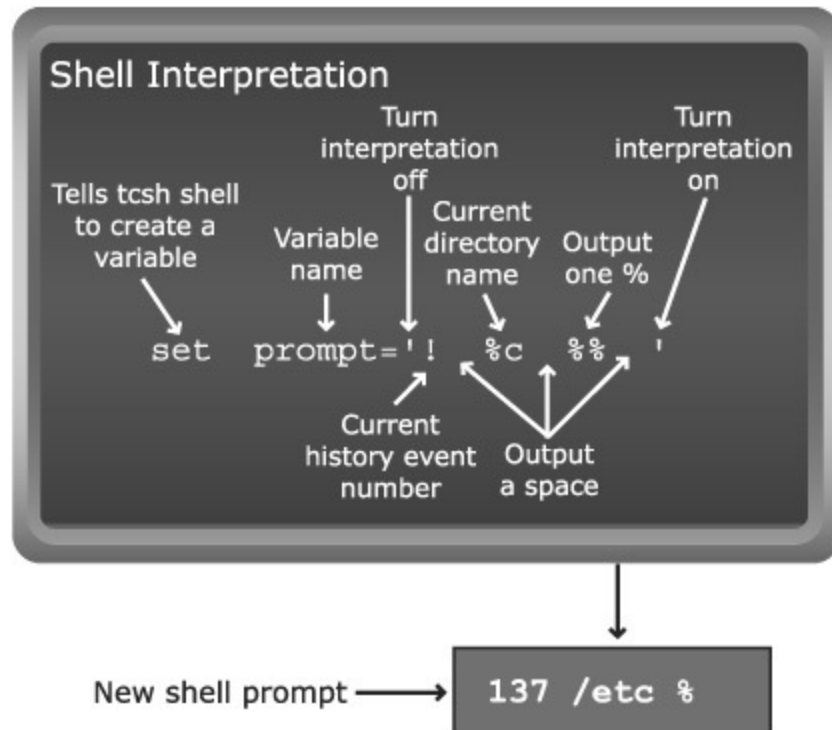 Shell Interpretation
Turn
interpretation
off
Turn
interpretation
on
Tells tcsh shell
to create a
variable
Variable
name
Current
directory
name
Output
one %
set prompt='! %c %% '
Current
history event
number
Output
a space
New shell prompt
137 /etc %